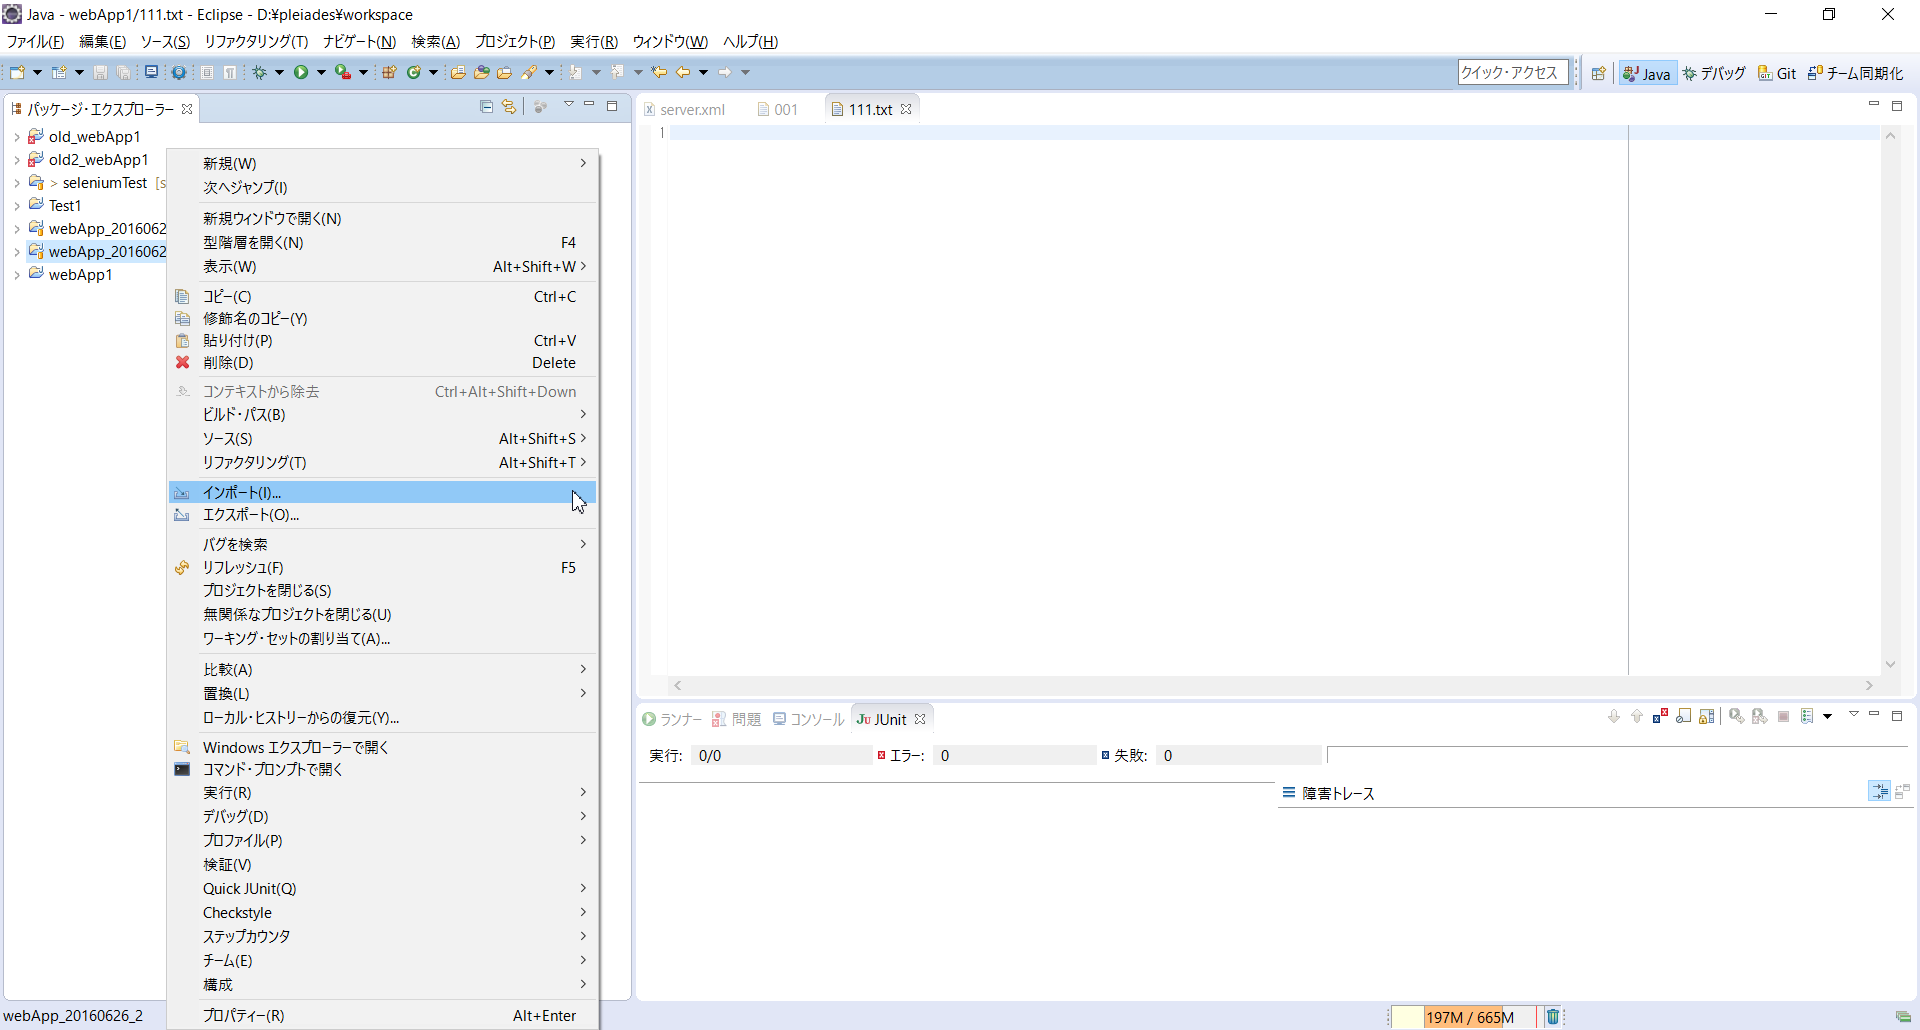 Java - webApp1/111.txt - Eclipse - D:¥pleiades¥workspace
ファイル(F) 編集(E) ソース(S) リファクタリング(T) ナビゲート(N) 検索(A) プロジェクト(P) 実行(R) ウィンドウ(W) ヘルプ(H)
クイック・アクセス Java デバッグ Git チーム同期化
パッケージ・エクスプローラー
old_webApp1
old2_webApp1
> seleniumTest [s
Test1
webApp_2016062
webApp_2016062
webApp1
新規(W)
次へジャンプ(I)
新規ウィンドウで開く(N)
型階層を開く(N) F4
表示(W) Alt+Shift+W
コピー(C) Ctrl+C
修飾名のコピー(Y)
貼り付け(P) Ctrl+V
削除(D) Delete
コンテキストから除去 Ctrl+Alt+Shift+Down
ビルド・パス(B)
ソース(S) Alt+Shift+S
リファクタリング(T) Alt+Shift+T
インポート(I)...
エクスポート(O)...
バグを検索
リフレッシュ(F) F5
プロジェクトを閉じる(S)
無関係なプロジェクトを閉じる(U)
ワーキング・セットの割り当て(A)...
比較(A)
置換(L)
ローカル・ヒストリーからの復元(Y)...
Windows エクスプローラーで開く
コマンド・プロンプトで開く
実行(R)
デバッグ(D)
プロファイル(P)
検証(V)
Quick JUnit(Q)
Checkstyle
ステップカウンタ
チーム(E)
構成
プロパティー(R) Alt+Enter
server.xml 001 111.txt
1
ランナー 問題 コンソール JUnit
実行: 0/0 エラー: 0 失敗: 0
障害トレース
webApp_20160626_2
197M / 665M